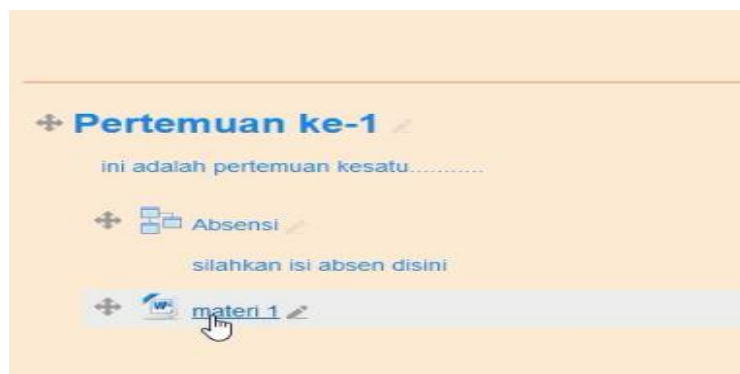 Pertemuan ke-1
ini adalah pertemuan kesatu...........
Absensi
silahkan isi absen disini
materi 1